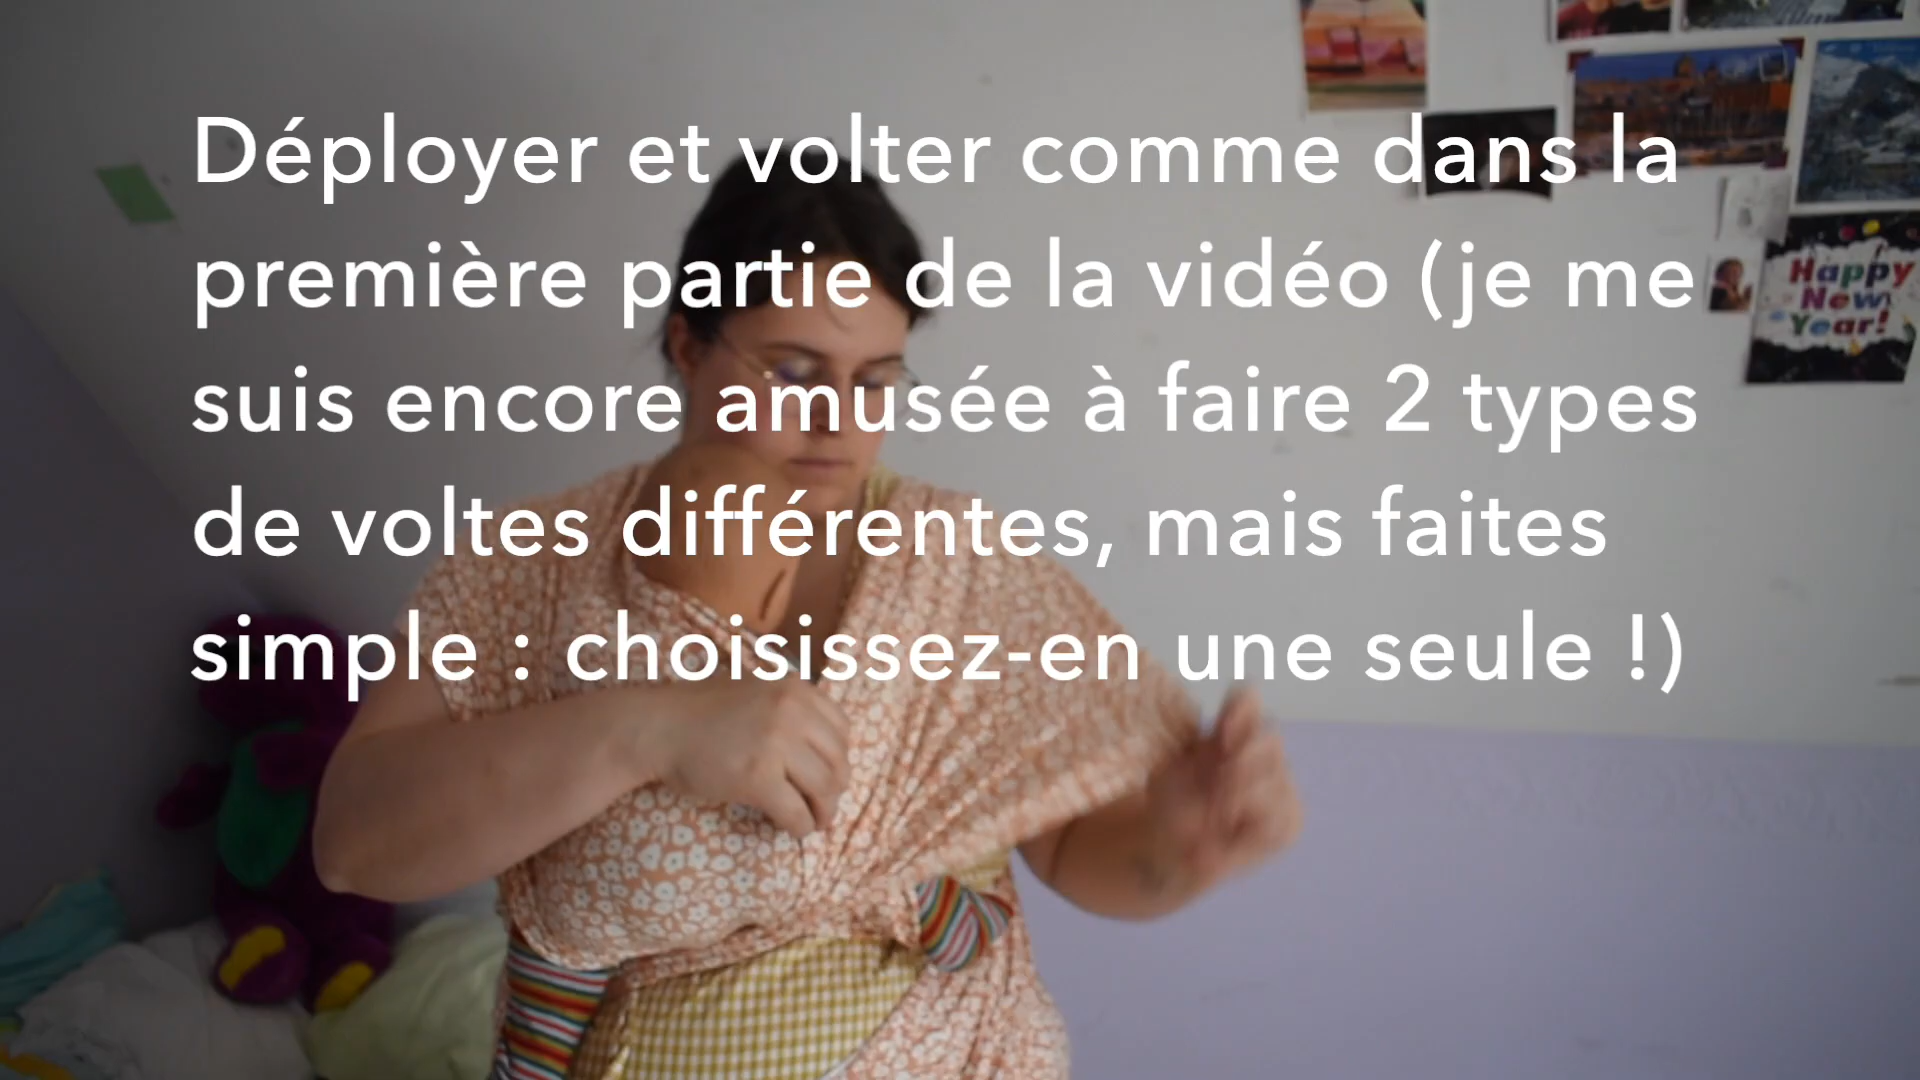 Déployer et volter comme dans la
première partie de la vidéo (je me
suis encore amusée à faire 2 types
de voltes différentes, mais faites
simple : choisissez-en une seule !)
Happy
New
Year!